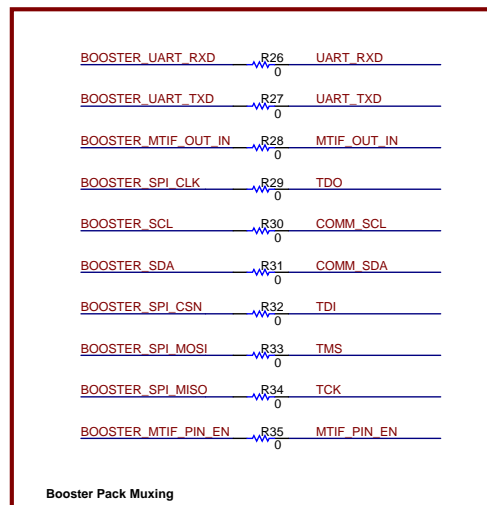 BOOSTER_UART_RXD R26 UART_RXD
0
BOOSTER_UART_TXD R27 UART_TXD
0
BOOSTER_MTIF_OUT_IN R28 MTIF_OUT_IN
0
BOOSTER_SPI_CLK R29 TDO
0
BOOSTER_SCL R30 COMM_SCL
0
BOOSTER_SDA R31 COMM_SDA
0
BOOSTER_SPI_CSN R32 TDI
0
BOOSTER_SPI_MOSI R33 TMS
0
BOOSTER_SPI_MISO R34 TCK
0
BOOSTER_MTIF_PIN_EN R35 MTIF_PIN_EN
0
Booster Pack Muxing